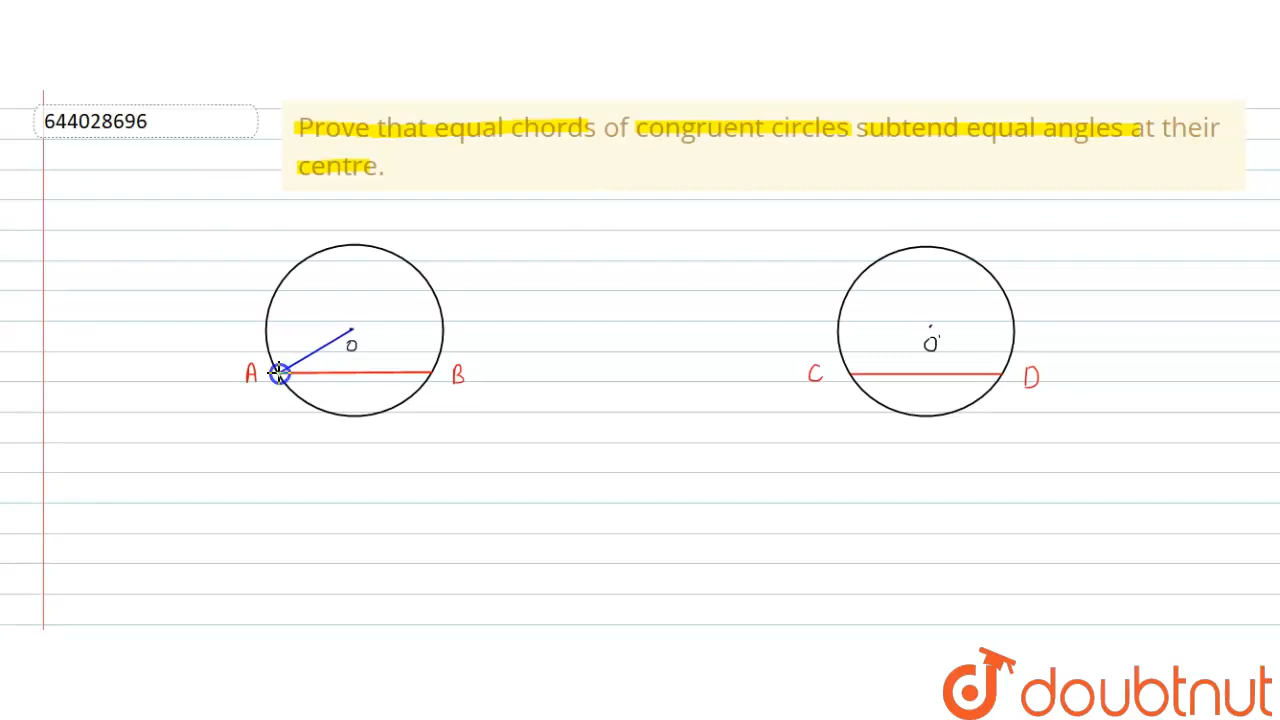 644028696
Prove that equal chords of congruent circles subtend equal angles at their
centre.
O
O'
A
B
C
D
doubtnut